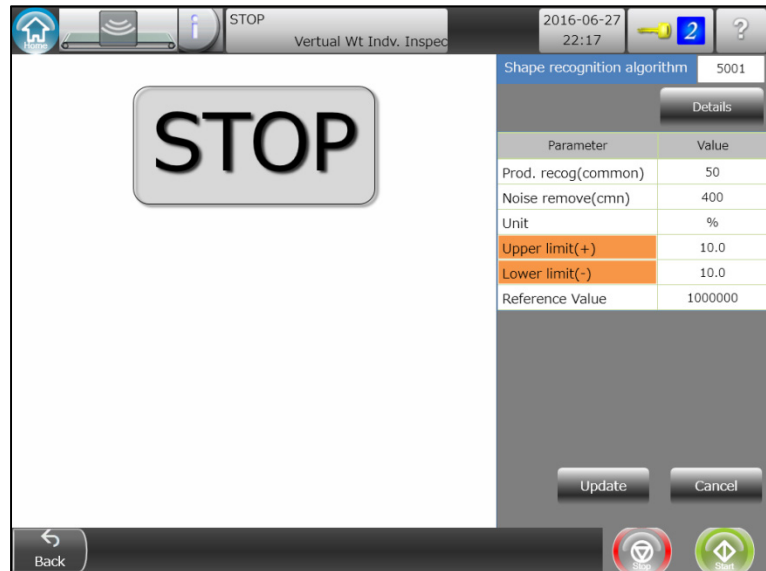 Home
i
STOP
Vertual Wt Indv. Inspec
2016-06-27
22:17
2
?
Shape recognition algorithm 5001
STOP
Details
Parameter Value
Prod. recog(common) 50
Noise remove(cmn) 400
Unit %
Upper limit(+) 10.0
Lower limit(-) 10.0
Reference Value 1000000
Update Cancel
Back
Stop
Start